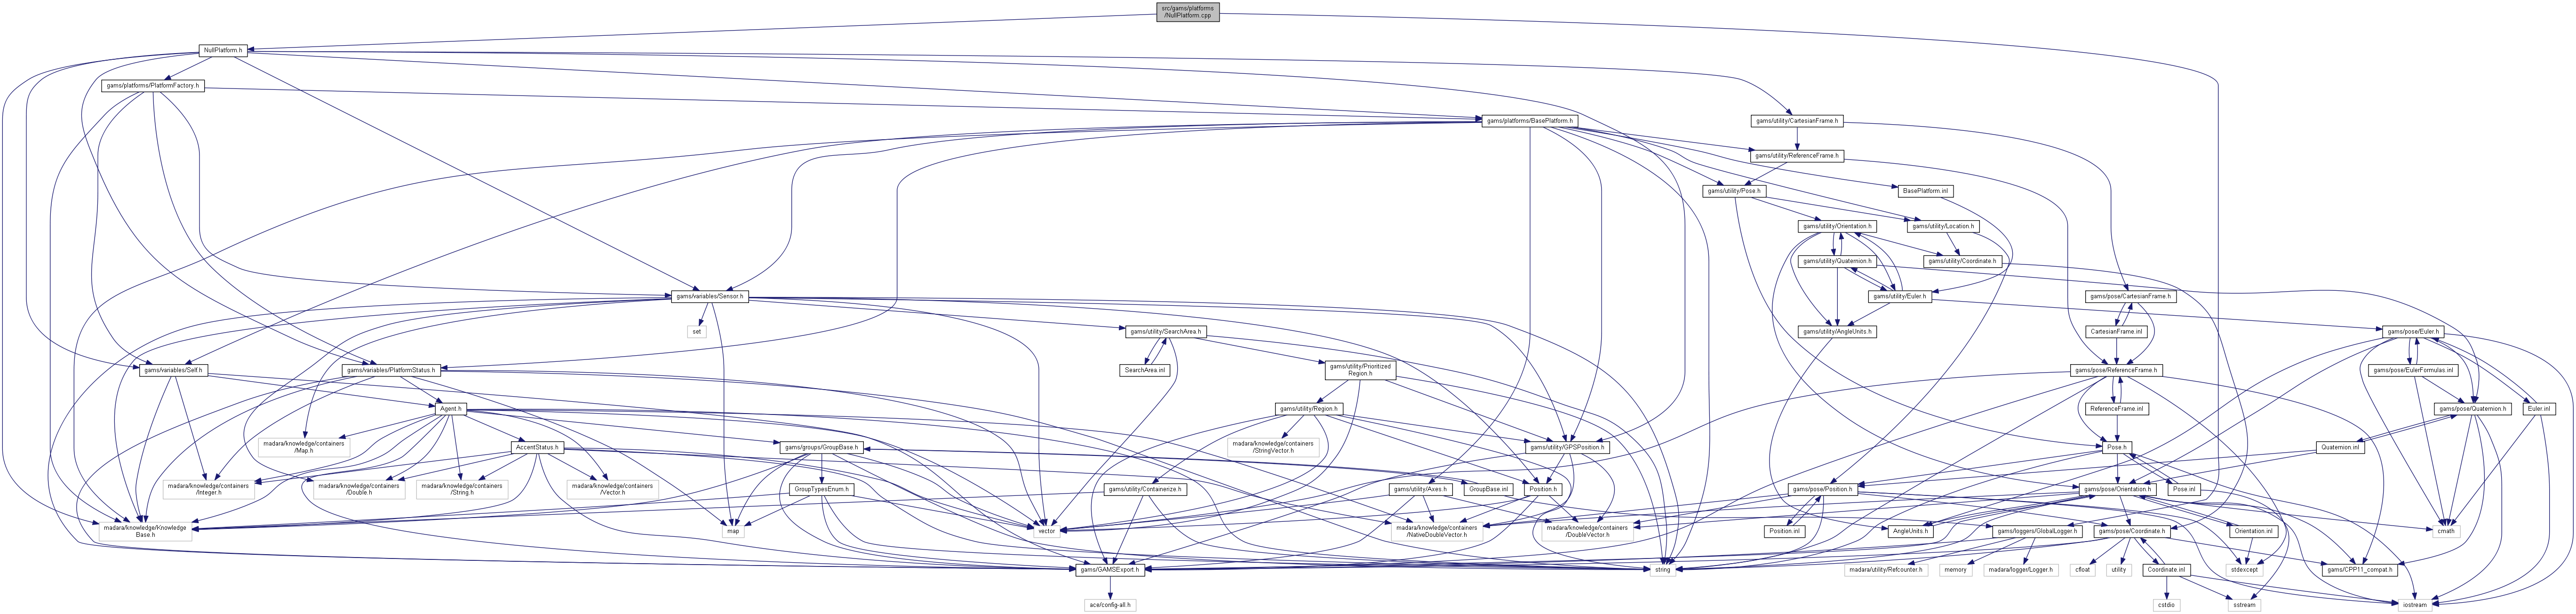 src/gams/platforms
/NullPlatform.cpp
NullPlatform.h
gams/platforms/PlatformFactory.h
gams/platforms/BasePlatform.h
gams/utility/CartesianFrame.h
gams/utility/ReferenceFrame.h
gams/utility/Pose.h
BasePlatform.inl
gams/utility/Orientation.h
gams/utility/Location.h
gams/utility/Quaternion.h
gams/utility/Coordinate.h
gams/variables/Sensor.h
gams/utility/Euler.h
gams/pose/CartesianFrame.h
set
gams/utility/SearchArea.h
gams/utility/AngleUnits.h
CartesianFrame.inl
gams/pose/Euler.h
gams/variables/Self.h
gams/variables/PlatformStatus.h
SearchArea.inl
gams/utility/Prioritized
Region.h
gams/pose/ReferenceFrame.h
gams/pose/EulerFormulas.inl
Agent.h
gams/utility/Region.h
ReferenceFrame.inl
gams/pose/Quaternion.h
Euler.inl
madara/knowledge/containers
/Map.h
AccentStatus.h
gams/groups/GroupBase.h
madara/knowledge/containers
/StringVector.h
gams/utility/GPSPosition.h
Pose.h
Quaternion.inl
madara/knowledge/containers
/Integer.h
madara/knowledge/containers
/Double.h
madara/knowledge/containers
/String.h
madara/knowledge/containers
/Vector.h
GroupTypesEnum.h
gams/utility/Containerize.h
gams/utility/Axes.h
GroupBase.inl
Position.h
gams/pose/Position.h
gams/pose/Orientation.h
Pose.inl
madara/knowledge/Knowledge
Base.h
map
vector
madara/knowledge/containers
/NativeDoubleVector.h
madara/knowledge/containers
/DoubleVector.h
Position.inl
AngleUnits.h
gams/loggers/GlobalLogger.h
gams/pose/Coordinate.h
Orientation.inl
cmath
gams/GAMSExport.h
string
madara/utility/Refcounter.h
memory
madara/logger/Logger.h
cfloat
utility
Coordinate.inl
stdexcept
gams/CPP11_compat.h
ace/config-all.h
cstdio
sstream
iostream